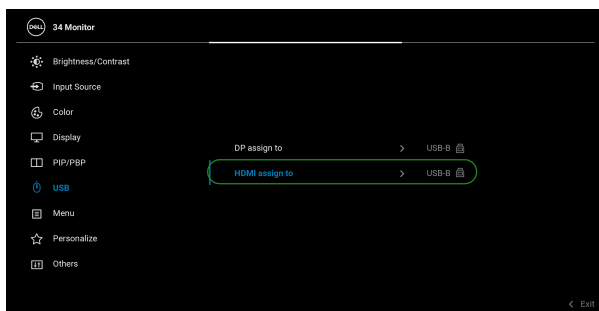 DELL 34 Monitor
Brightness/Contrast
Input Source
Color
Display
DP assign to > USB-B
PIP/PBP
HDMI assign to > USB-B
USB
Menu
Personalize
Others
< Exit